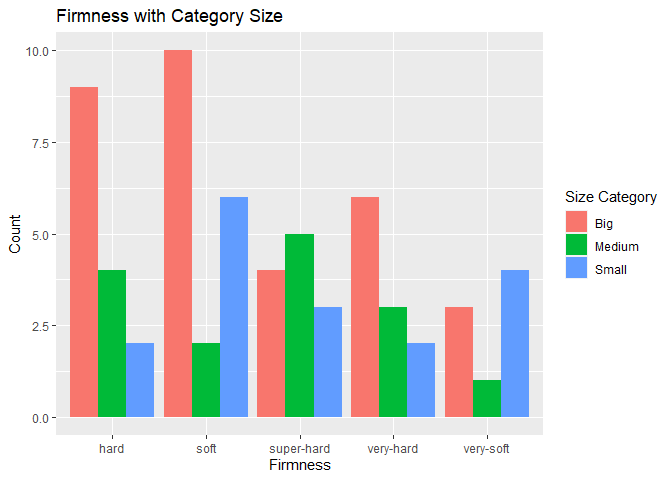 Firmness with Category Size
Count
10.0
7.5
5.0
2.5
0.0
hard soft super-hard very-hard very-soft
Firmness
Size Category
Big
Medium
Small